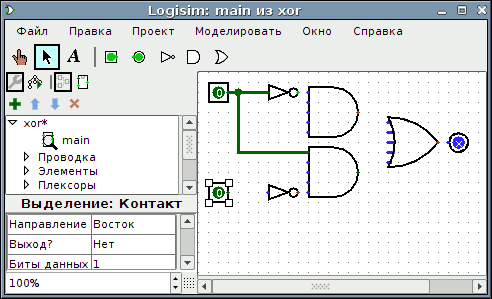 Logisim: main из xor
Файл Правка Проект Моделировать Окно Справка
A
xor*
main
Проводка
Элементы
Плексоры
Выделение: Контакт
Направление Восток
Выход? Нет
Биты данных 1
100%
0
0